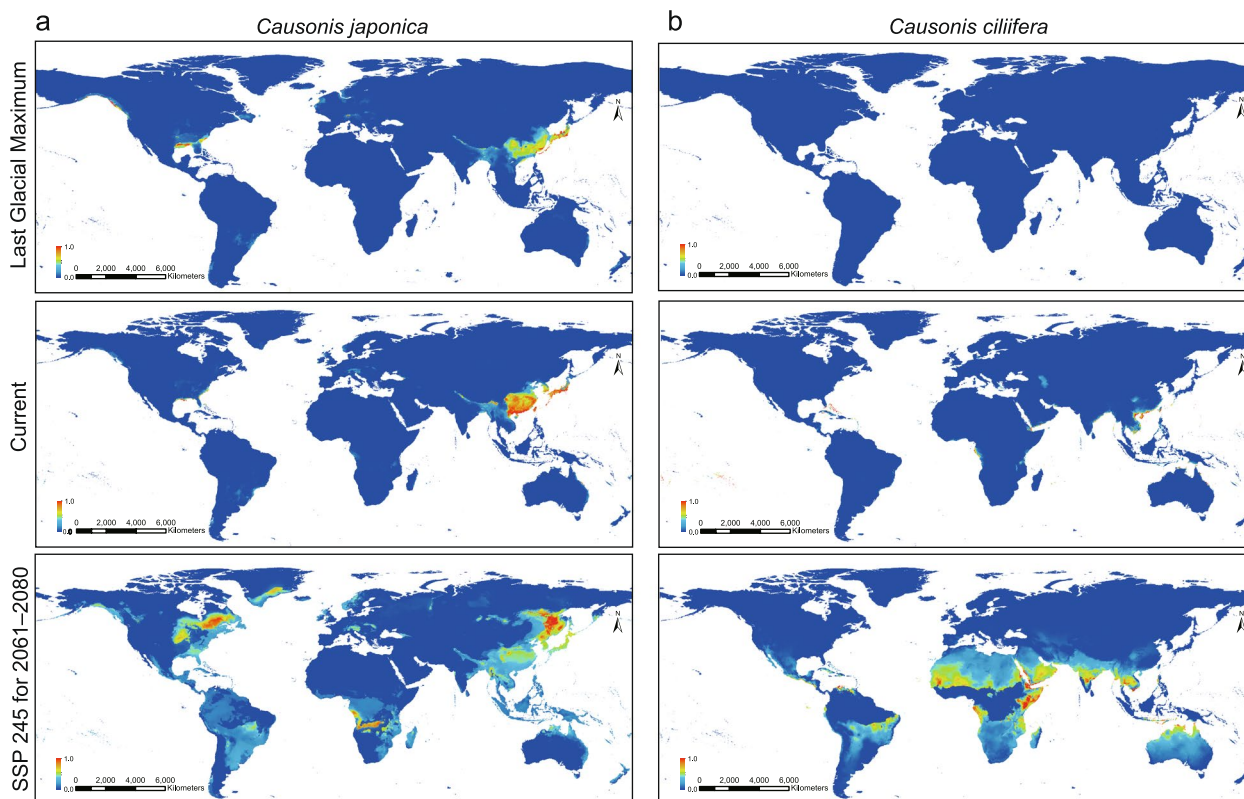 a
Causonis japonica
b
Causonis ciliifera
Last Glacial Maximum
N
1.0
0.0
0 2,000 4,000 6,000
Kilometers
N
1.0
0.0
0 2,000 4,000 6,000
Kilometers
Current
N
1.0
0 2,000 4,000 6,000
Kilometers
N
1.0
0.0
0 2,000 4,000 6,000
Kilometers
SSP 245 for 2061–2080
N
1.0
0.0
0 2,000 4,000 6,000
Kilometers
N
1.0
0.0
0 2,000 4,000 6,000
Kilometers